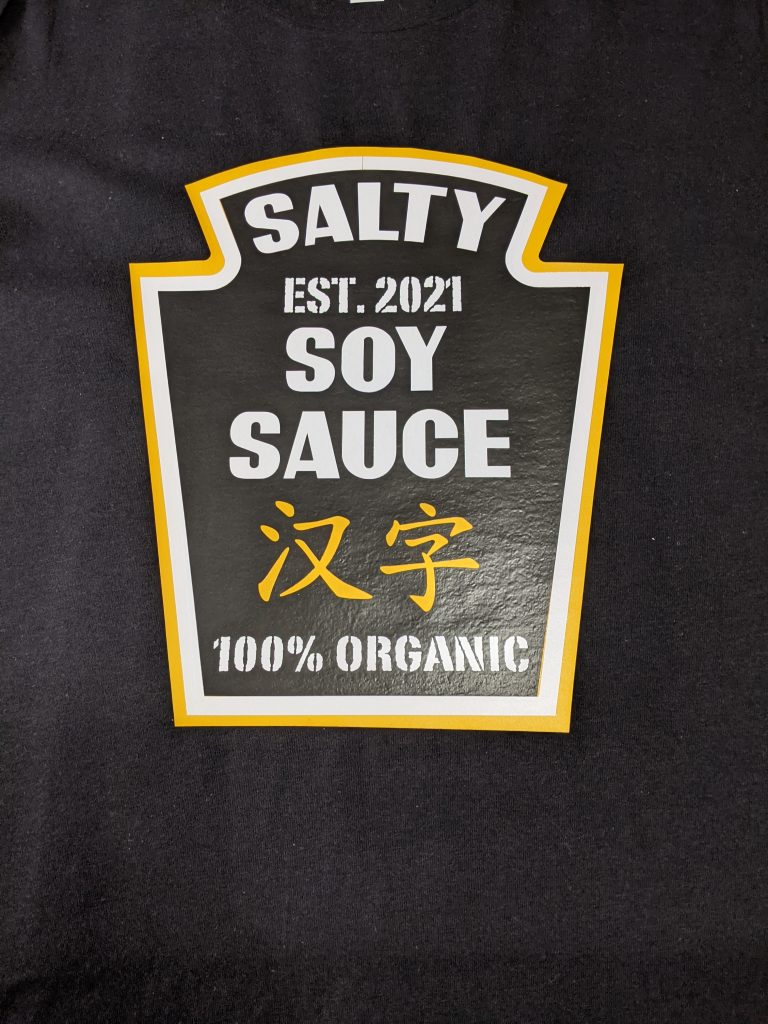 SALTY
EST. 2021
SOY
SAUCE
汉字
100% ORGANIC